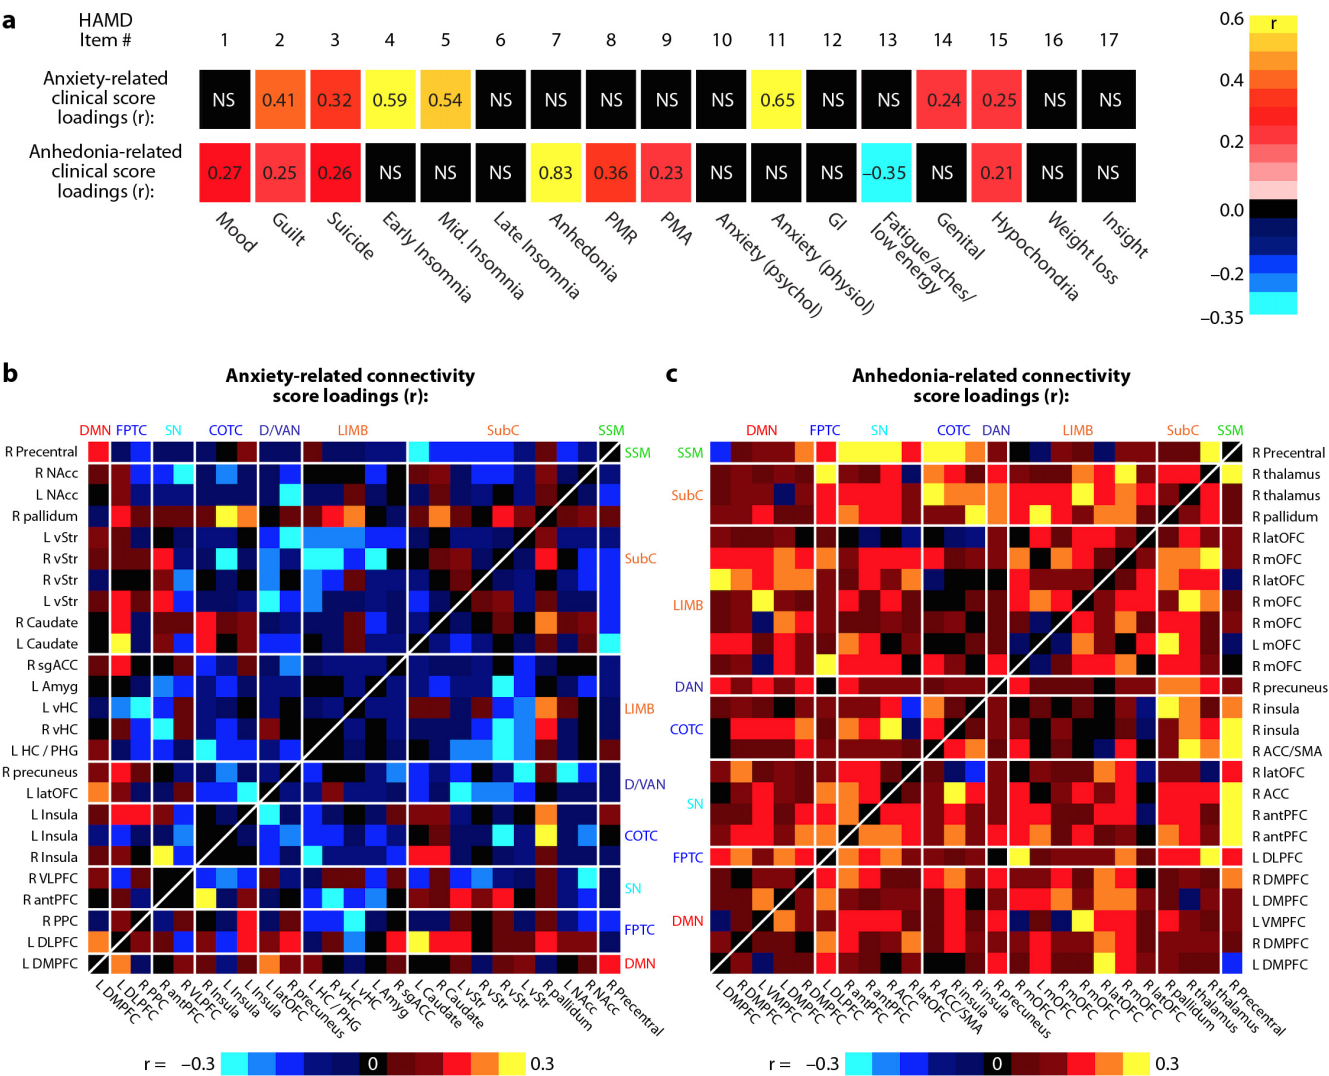 a
HAMD
Item #
1 2 3 4 5 6 7 8 9 10 11 12 13 14 15 16 17
Anxiety-related
clinical score
loadings (r):
NS 0.41 0.32 0.59 0.54 NS NS NS NS NS 0.65 NS NS 0.24 0.25 NS NS
Anhedonia-related
clinical score
loadings (r):
0.27 0.25 0.26 NS NS NS 0.83 0.36 0.23 NS NS NS –0.35 NS 0.21 NS NS
Mood
Guilt
Suicide
Early Insomnia
Mid. Insomnia
Late Insomnia
Anhedonia
PMR
PMA
Anxiety (psychol)
Anxiety (physiol)
GI
Fatigue/aches/
low energy
Genital
Hypochondria
Weight loss
Insight
0.6
r
0.4
0.2
0.0
–0.2
–0.35
b
Anxiety-related connectivity
score loadings (r):
DMN FPTC SN COTC D/VAN LIMB SubC SSM
R Precentral
R NAcc
L NAcc
R pallidum
L vStr
R vStr
R vStr
L vStr
R Caudate
L Caudate
R sgACC
L Amyg
L vHC
R vHC
L HC / PHG
R precuneus
L latOFC
L Insula
L Insula
R Insula
R VLPFC
R antPFC
R PPC
L DLPFC
L DMPFC
SSM
SubC
LIMB
D/VAN
COTC
SN
FPTC
DMN
L DMPFC
L DLPFC
R PPC
R antPFC
R VLPFC
R Insula
L Insula
L Insula
L latOFC
R precuneus
L HC / PHG
R vHC
L vHC
L Amyg
R sgACC
L Caudate
R Caudate
L vStr
R vStr
R vStr
L vStr
R pallidum
L NAcc
R NAcc
R Precentral
r = –0.3 0 0.3
c
Anhedonia-related connectivity
score loadings (r):
DMN FPTC SN COTC DAN LIMB SubC SSM
SSM
SubC
LIMB
DAN
COTC
SN
FPTC
DMN
R Precentral
R thalamus
R thalamus
R pallidum
R latOFC
R mOFC
R latOFC
R mOFC
R mOFC
L mOFC
R mOFC
R precuneus
R insula
R insula
R ACC/SMA
R latOFC
R ACC
R antPFC
R antPFC
L DLPFC
R DMPFC
L DMPFC
L VMPFC
R DMPFC
L DMPFC
L DMPFC
R DMPFC
L VMPFC
L DMPFC
R DMPFC
L DLPFC
R antPFC
R antPFC
R ACC
R latOFC
R ACC/SMA
R insula
R insula
R precuneus
R mOFC
L mOFC
R mOFC
R mOFC
R latOFC
R mOFC
R latOFC
R pallidum
R thalamus
R thalamus
R Precentral
r = –0.3 0 0.3